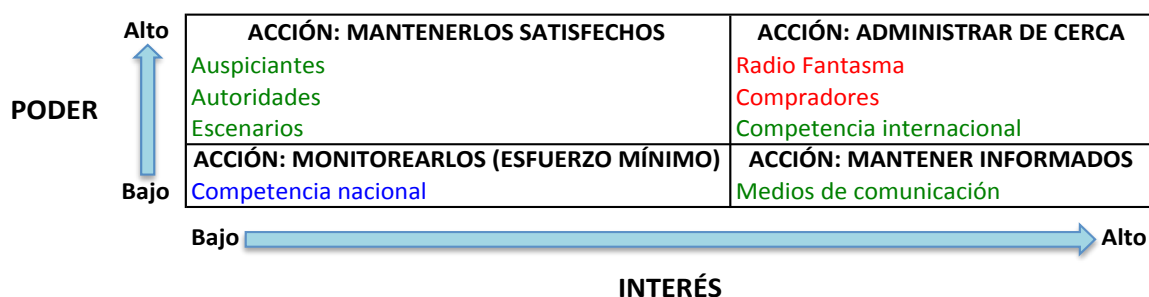 Alto
PODER
Bajo
ACCIÓN: MANTENERLOS SATISFECHOS
Auspiciantes
Autoridades
Escenarios
ACCIÓN: ADMINISTRAR DE CERCA
Radio Fantasma
Compradores
Competencia internacional
ACCIÓN: MONITOREARLOS (ESFUERZO MÍNIMO)
Competencia nacional
ACCIÓN: MANTENER INFORMADOS
Medios de comunicación
Bajo
Alto
INTERÉS